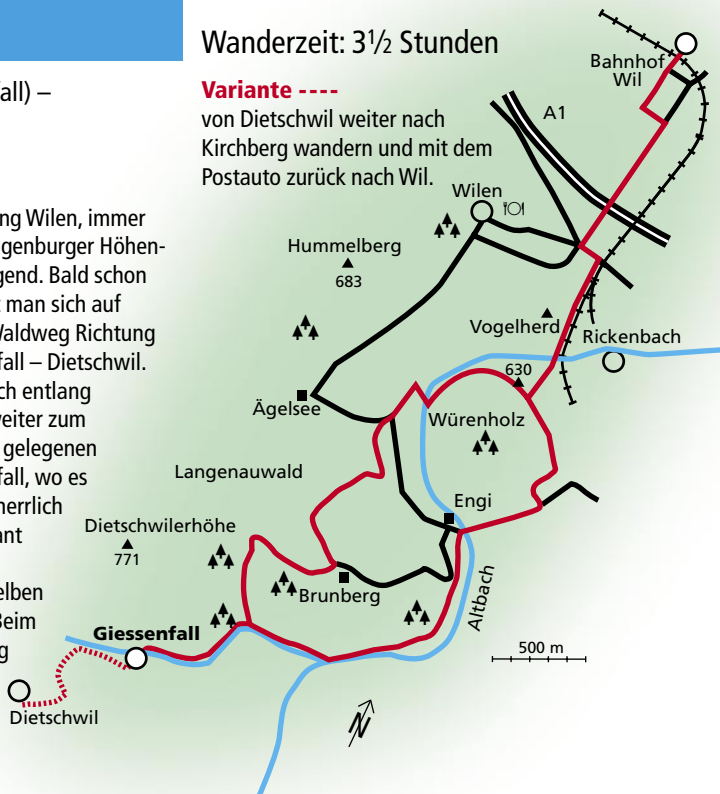 all) –
ng Wilen, immer
genburger Höhen-
gend. Bald schon
t man sich auf
Waldweg Richtung
fall – Dietschwil.
ch entlang
weiter zum
gelegenen
fall, wo es
herrlich
ant
elben
Beim
g
Wanderzeit: 3½ Stunden
Variante ----
von Dietschwil weiter nach
Kirchberg wandern und mit dem
Postauto zurück nach Wil.
Bahnhof
Wil
A1
Wilen
Hummelberg
683
Vogelherd
Rickenbach
630
Ägelsee
Würenholz
Langenauwald
Engi
Dietschwilerhöhe
771
Brunberg
Altbach
Giessenfall
500 m
Dietschwil
N